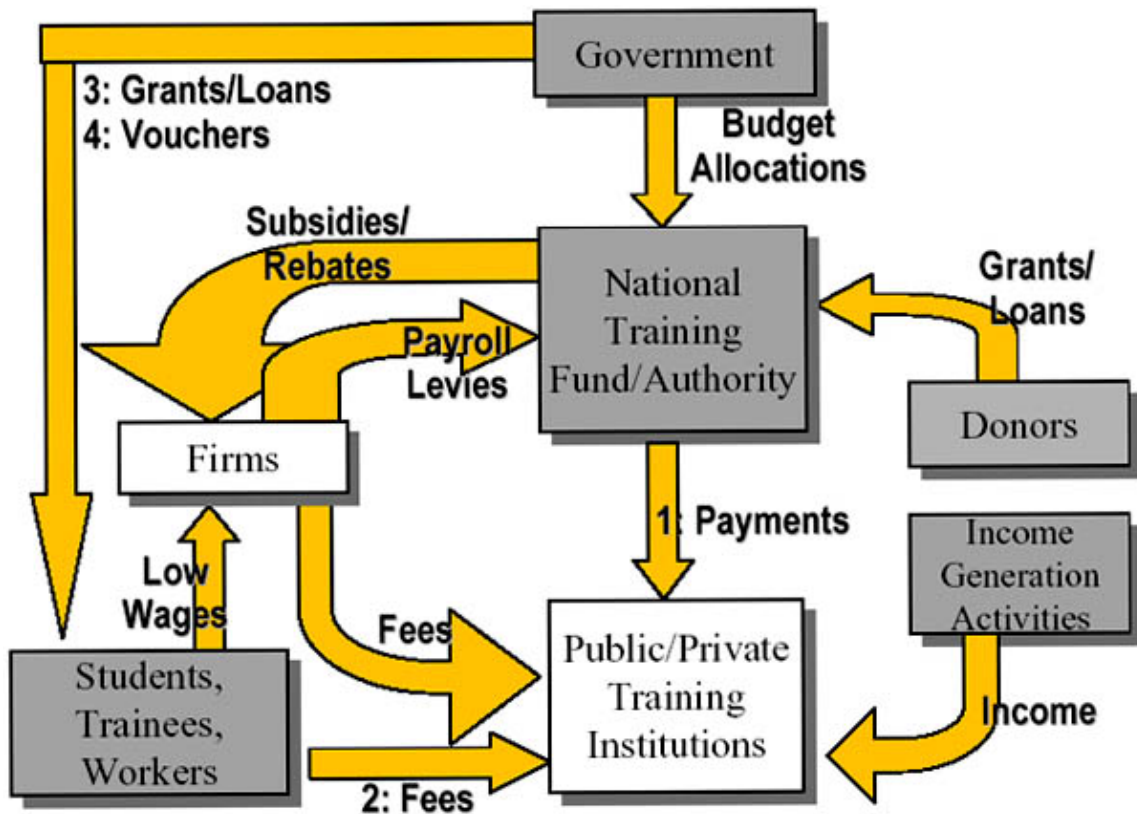 Government
3: Grants/Loans
4: Vouchers
Budget
Allocations
Subsidies/
Rebates
National
Training
Fund/Authority
Grants/
Loans
Payroll
Levies
Donors
Firms
1: Payments
Income
Generation
Activities
Low
Wages
Fees
Public/Private
Training
Institutions
Students,
Trainees,
Workers
Income
2: Fees